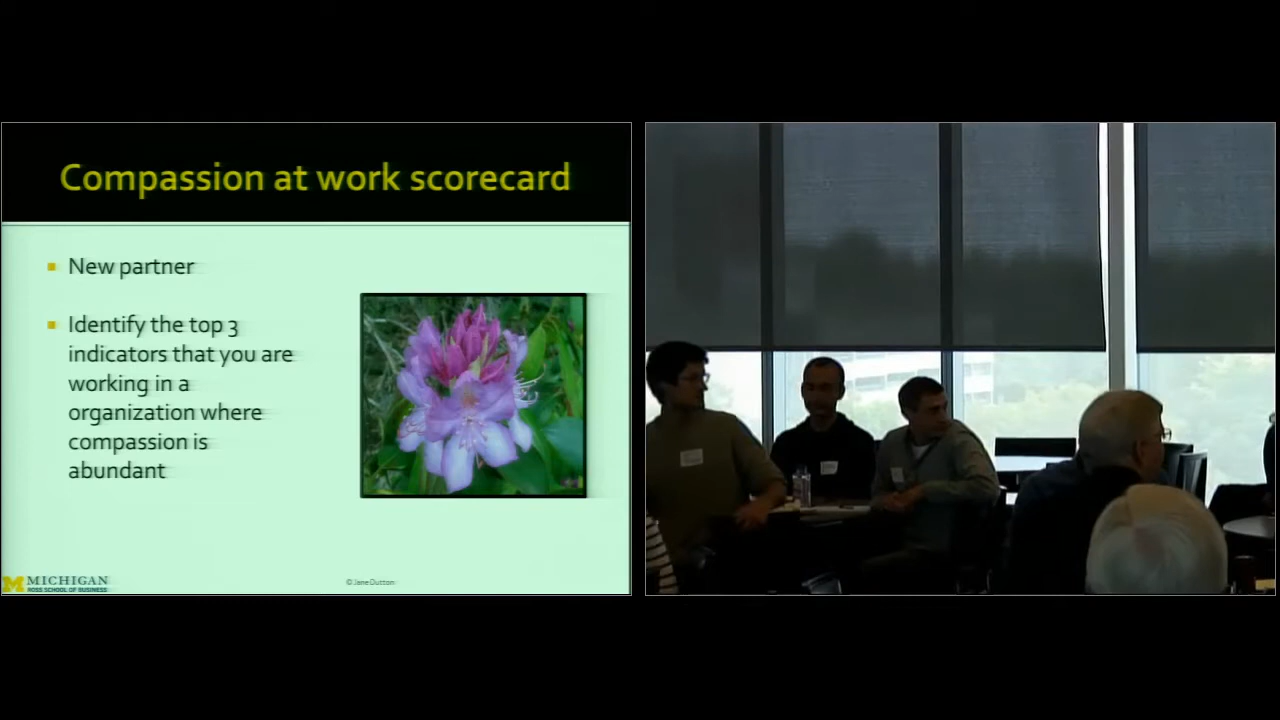 Compassion at work scorecard
New partner
Identify the top 3
indicators that you are
working in a
organization where
compassion is
abundant
M MICHIGAN
ROSS SCHOOL OF BUSINESS
© Jane Dutton